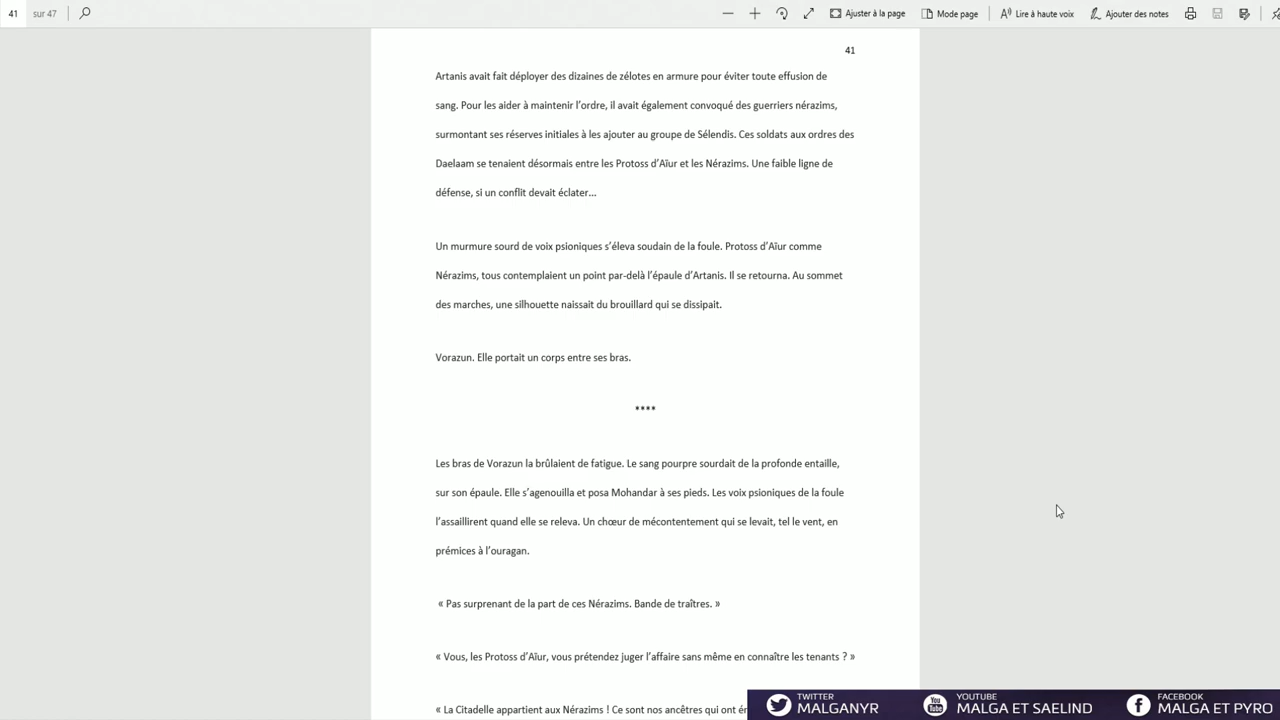 41 sur 47
Ajuster à la page
Mode page
Lire à haute voix
Ajouter des notes
41
Artanis avait fait déployer des dizaines de zélotes en armure pour éviter toute effusion de
sang. Pour les aider à maintenir l’ordre, il avait également convoqué des guerriers nérazims,
surmontant ses réserves initiales à les ajouter au groupe de Sélendis. Ces soldats aux ordres des
Daelaam se tenaient désormais entre les Protoss d’Aïur et les Nérazims. Une faible ligne de
défense, si un conflit devait éclater…
Un murmure sourd de voix psioniques s’éleva soudain de la foule. Protoss d’Aïur comme
Nérazims, tous contemplaient un point par-delà l’épaule d’Artanis. Il se retourna. Au sommet
des marches, une silhouette naissait du brouillard qui se dissipait.
Vorazun. Elle portait un corps entre ses bras.
****
Les bras de Vorazun la brûlaient de fatigue. Le sang pourpre sourdait de la profonde entaille,
sur son épaule. Elle s’agenouilla et posa Mohandar à ses pieds. Les voix psioniques de la foule
l’assaillirent quand elle se releva. Un chœur de mécontentement qui se levait, tel le vent, en
prémices à l’ouragan.
« Pas surprenant de la part de ces Nérazims. Bande de traîtres. »
« Vous, les Protoss d’Aïur, vous prétendez juger l’affaire sans même en connaître les tenants ? »
« La Citadelle appartient aux Nérazims ! Ce sont nos ancêtres qui ont
TWITTER
MALGANYR
YOUTUBE
MALGA ET SAELIND
FACEBOOK
MALGA ET PYRO